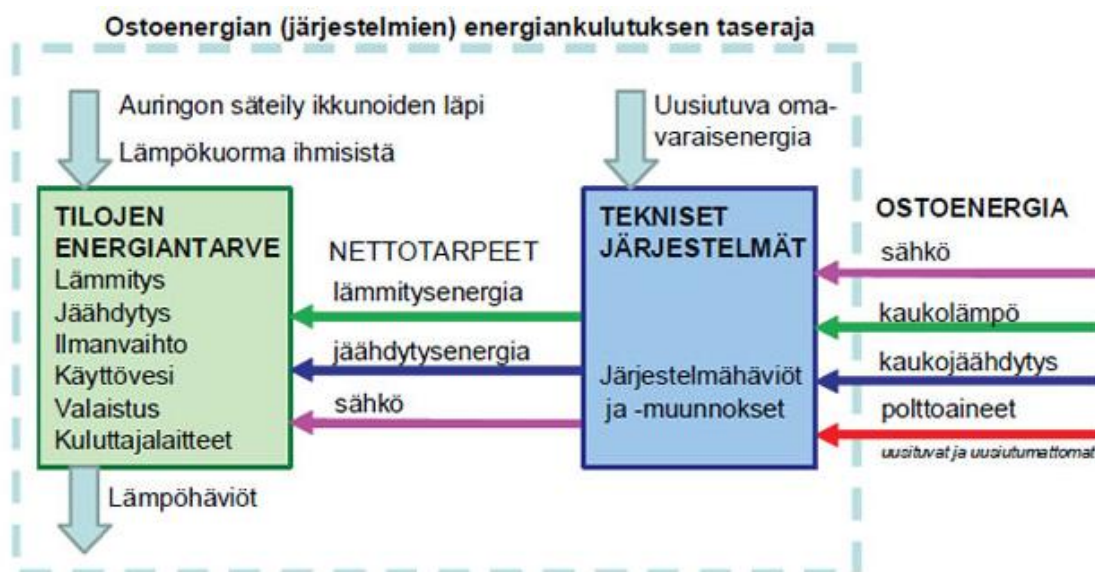 Ostoenergian (järjestelmien) energiankulutuksen taseraja
Auringon säteily ikkunoiden läpi
Lämpökuorma ihmisistä
Uusiutuva oma-
varaisenergia
TILOJEN
ENERGIANTARVE
Lämmitys
Jäähdytys
Ilmanvaihto
Käyttövesi
Valaistus
Kuluttajalaitteet
NETTOTARPEET
lämmitysenergia
jäähdytysenergia
sähkö
TEKNISET
JÄRJESTELMÄT
Järjestelmähäviöt
ja -muunnokset
OSTOENERGIA
sähkö
kaukolämpö
kaukojäähdytys
polttoaineet
uusituvat ja uusiutumattomat
Lämpöhäviöt